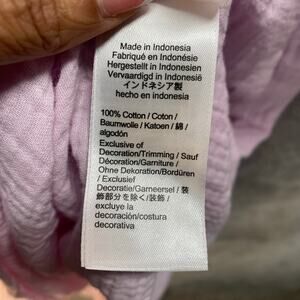 Made in Indonesia
Fabriqué en Indonésie
Hergestellt in Indonesien
Vervaardigd in Indonesië
インドネシア製
hecho en indonesia
100% Cotton / Coton /
Baumwolle / Katoen / 綿 /
algodón
Exclusive of
Decoration/Trimming / Sauf
Décoration/Garniture /
Ohne Dekoration/Bordüren
/ Exclusief
Decoratie/Garneersel / 装
飾部分を除く/ 装飾 /
excluye la
decoración/costura
decorativa